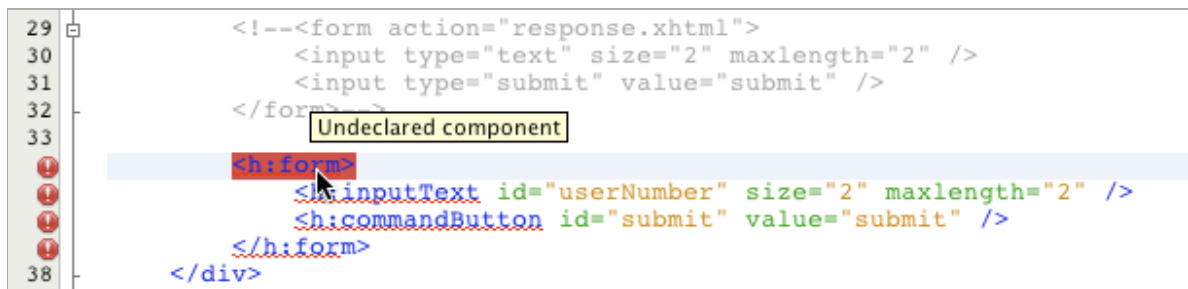 29 <!--<form action="response.xhtml">
30 <input type="text" size="2" maxlength="2" />
31 <input type="submit" value="submit" />
32 </form>-->
Undeclared component
33
<h:form>
<h:inputText id="userNumber" size="2" maxlength="2" />
<h:commandButton id="submit" value="submit" />
</h:form>
38 </div>